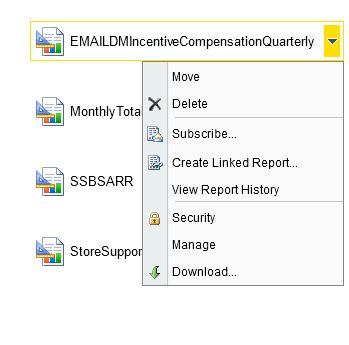 EMAILDMIncentiveCompensationQuarterly
Move
Delete
MonthlyTota
Subscribe...
Create Linked Report...
SSBSARR
View Report History
Security
Manage
StoreSuppor
Download...